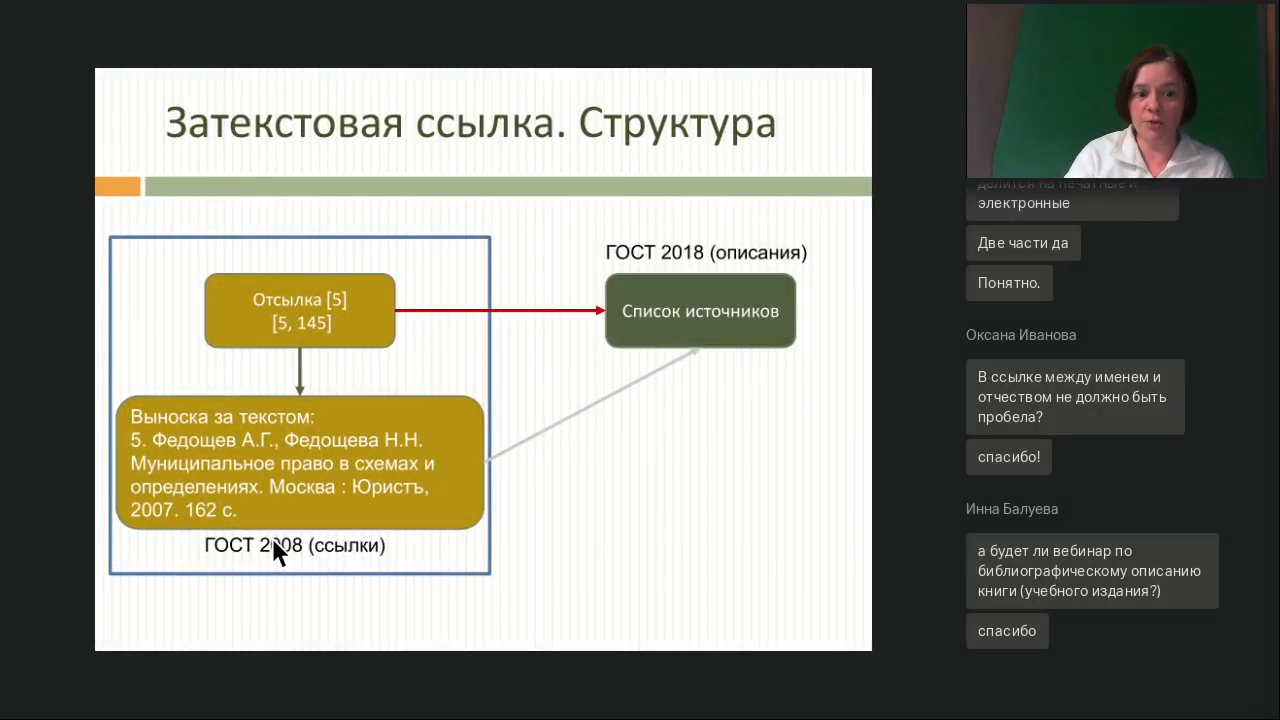 Затекстовая ссылка. Структура
ГОСТ 2018 (описания)
Отсылка [5]
[5, 145]
Список источников
Выноска за текстом:
5. Федощев А.Г., Федощева Н.Н.
Муниципальное право в схемах и
определениях. Москва : Юристъ,
2007. 162 с.
ГОСТ 2008 (ссылки)
делится на печатные и
электронные
Две части да
Понятно.
Оксана Иванова
В ссылке между именем и
отчеством не должно быть
пробела?
спасибо!
Инна Балуева
а будет ли вебинар по
библиографическому описанию
книги (учебного издания?)
спасибо